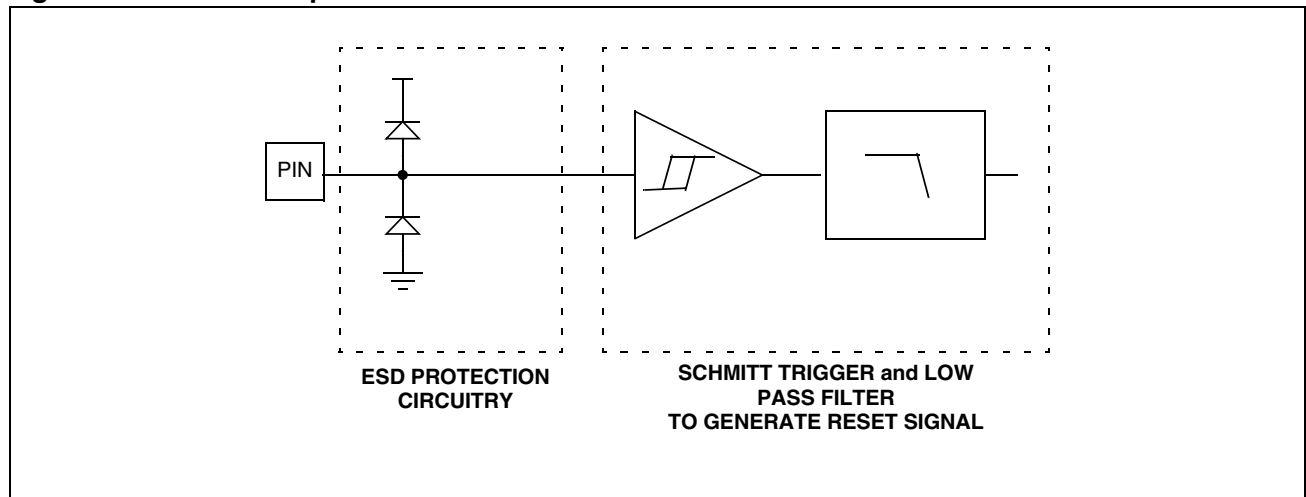 PIN
ESD PROTECTION
CIRCUITRY
SCHMITT TRIGGER and LOW
PASS FILTER
TO GENERATE RESET SIGNAL